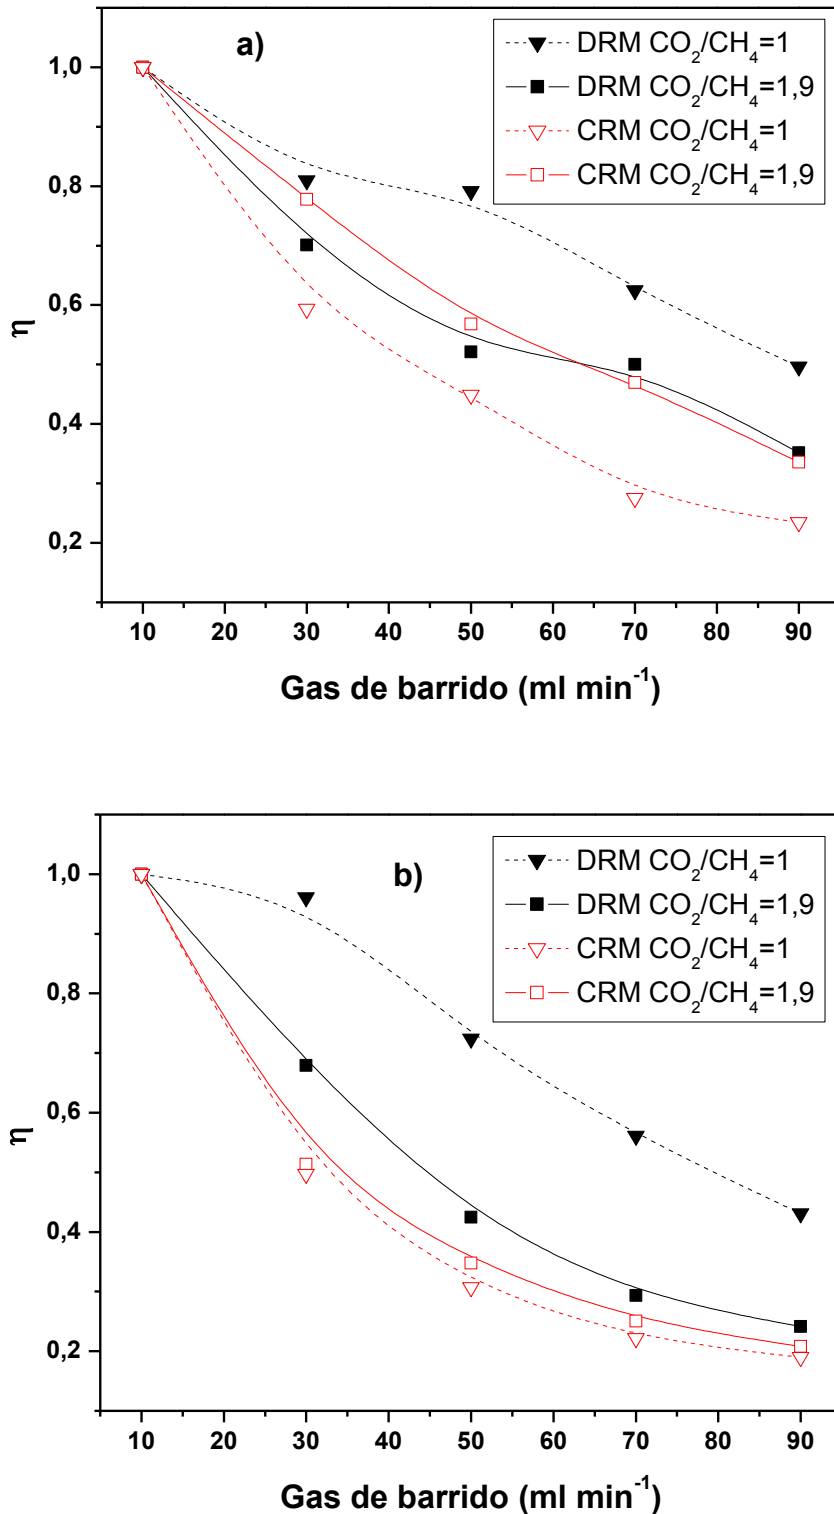 a)
DRM CO₂/CH₄=1
DRM CO₂/CH₄=1,9
CRM CO₂/CH₄=1
CRM CO₂/CH₄=1,9
1,0
0,8
0,6
0,4
0,2
η
10 20 30 40 50 60 70 80 90
Gas de barrido (ml min⁻¹)
b)
DRM CO₂/CH₄=1
DRM CO₂/CH₄=1,9
CRM CO₂/CH₄=1
CRM CO₂/CH₄=1,9
1,0
0,8
0,6
0,4
0,2
η
10 20 30 40 50 60 70 80 90
Gas de barrido (ml min⁻¹)